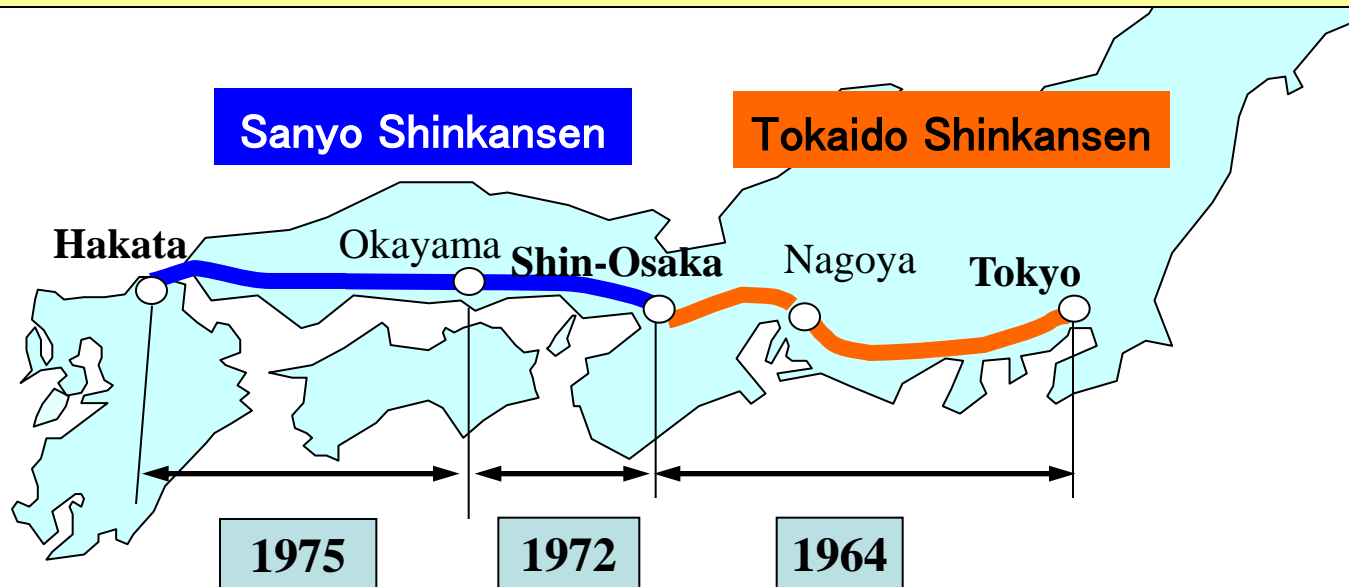 Sanyo Shinkansen
Tokaido Shinkansen
Hakata
Okayama
Shin-Osaka
Nagoya
Tokyo
1975
1972
1964